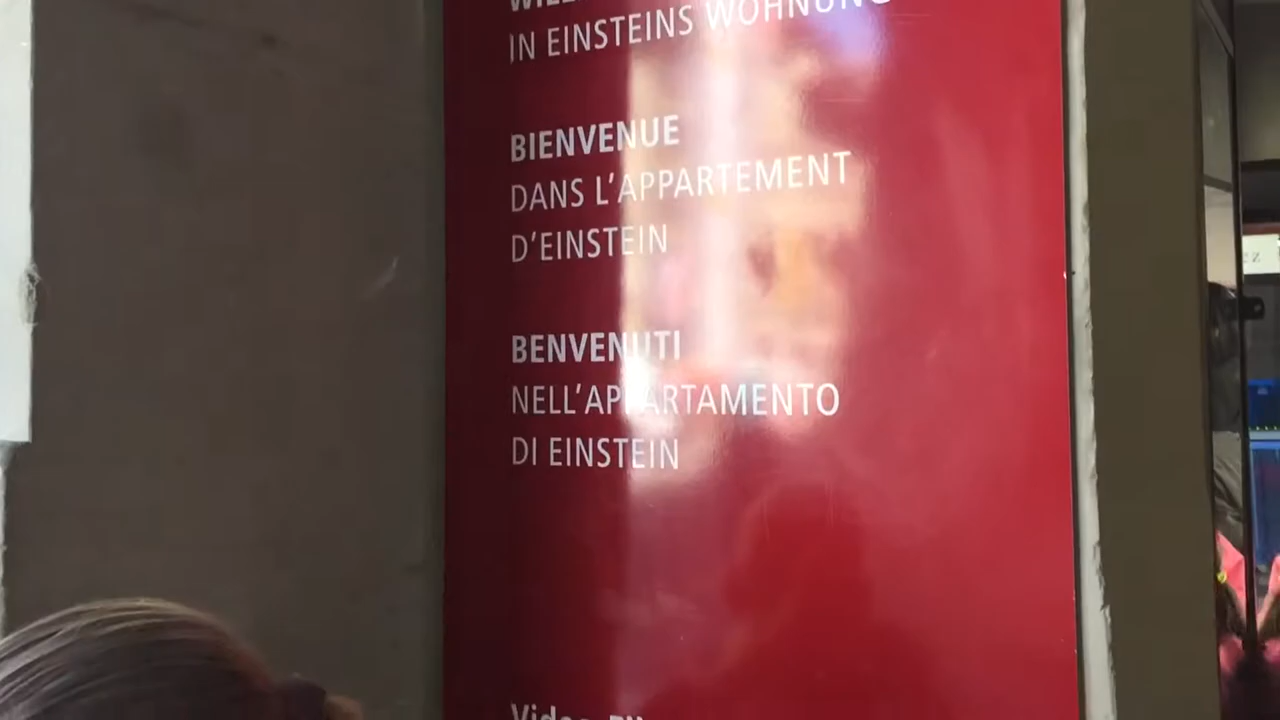 IN EINSTEINS WOHNUNG
BIENVENUE
DANS L'APPARTEMENT
D'EINSTEIN
BENVENUTI
NELL'APPARTAMENTO
DI EINSTEIN